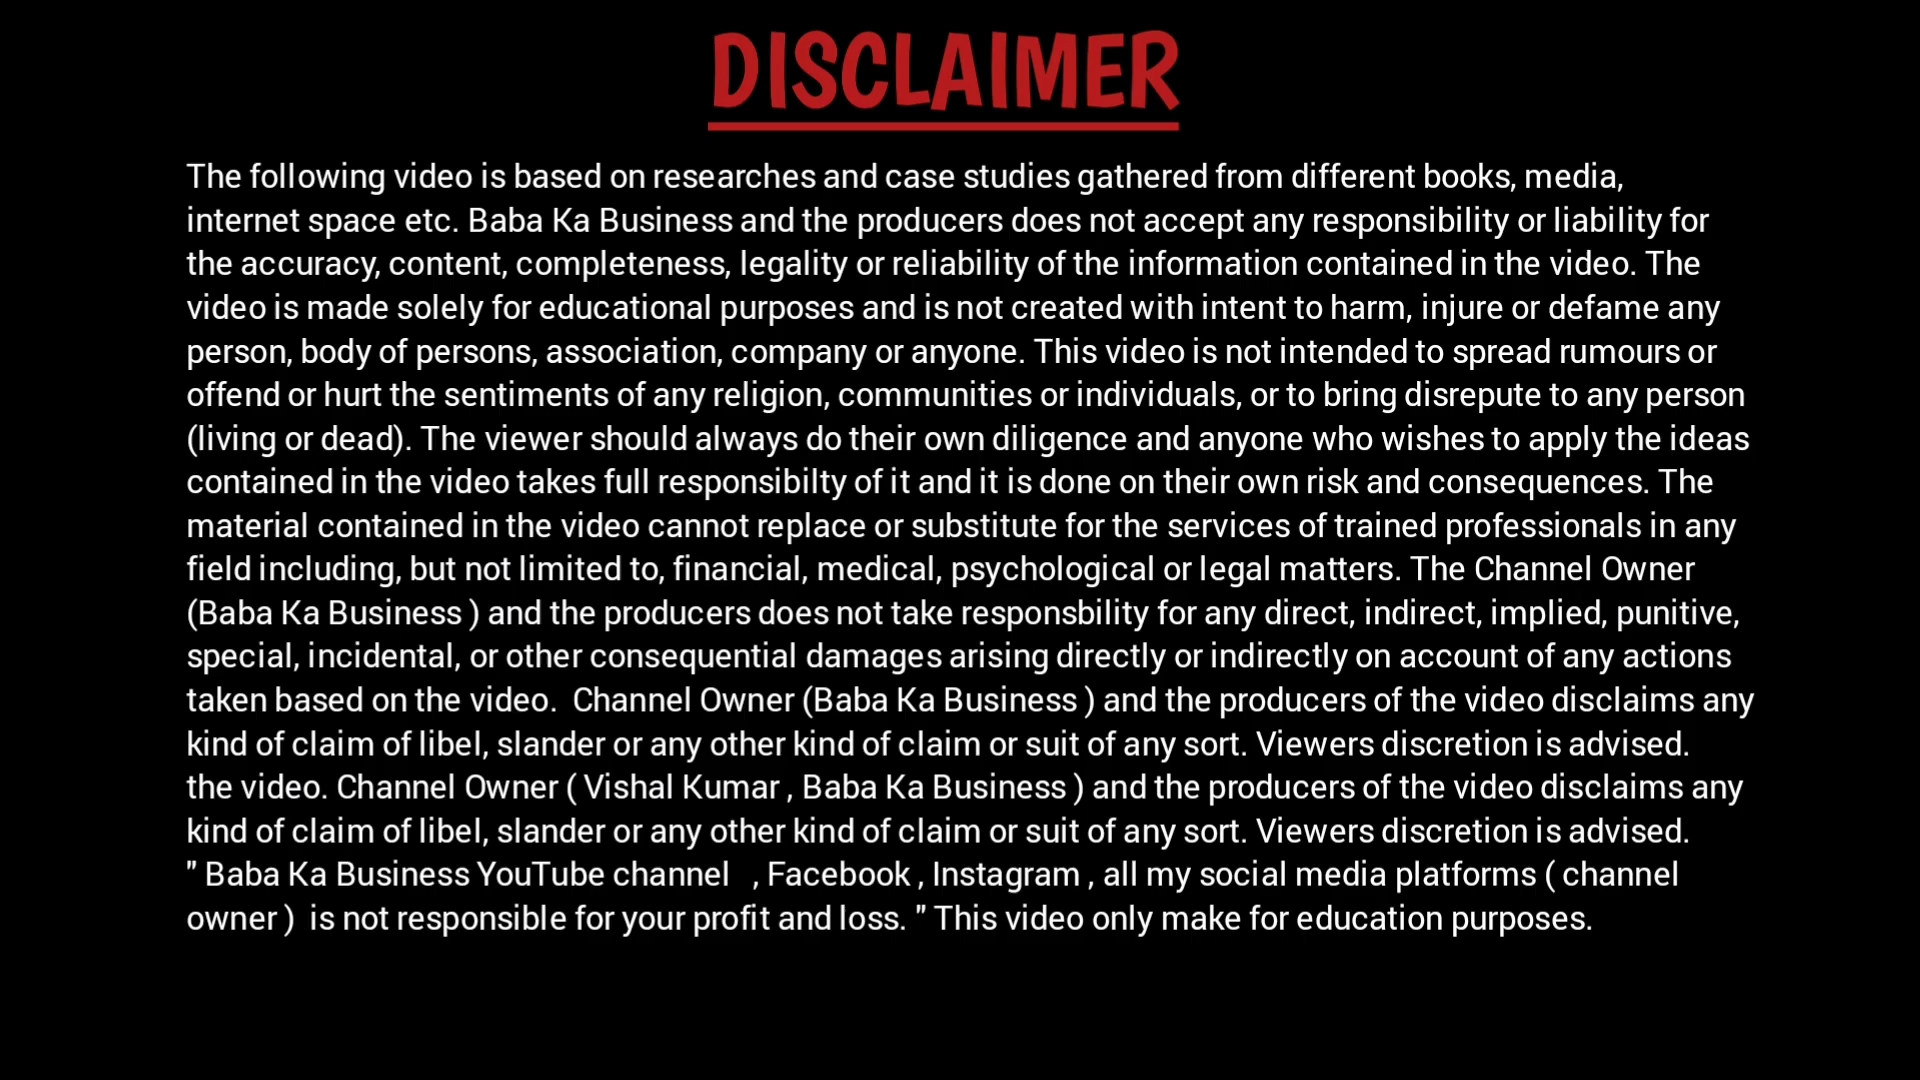 DISCLAIMER
The following video is based on researches and case studies gathered from different books, media,
internet space etc. Baba Ka Business and the producers does not accept any responsibility or liability for
the accuracy, content, completeness, legality or reliability of the information contained in the video. The
video is made solely for educational purposes and is not created with intent to harm, injure or defame any
person, body of persons, association, company or anyone. This video is not intended to spread rumours or
offend or hurt the sentiments of any religion, communities or individuals, or to bring disrepute to any person
(living or dead). The viewer should always do their own diligence and anyone who wishes to apply the ideas
contained in the video takes full responsibilty of it and it is done on their own risk and consequences. The
material contained in the video cannot replace or substitute for the services of trained professionals in any
field including, but not limited to, financial, medical, psychological or legal matters. The Channel Owner
(Baba Ka Business ) and the producers does not take responsbility for any direct, indirect, implied, punitive,
special, incidental, or other consequential damages arising directly or indirectly on account of any actions
taken based on the video.  Channel Owner (Baba Ka Business ) and the producers of the video disclaims any
kind of claim of libel, slander or any other kind of claim or suit of any sort. Viewers discretion is advised.
the video. Channel Owner ( Vishal Kumar , Baba Ka Business ) and the producers of the video disclaims any
kind of claim of libel, slander or any other kind of claim or suit of any sort. Viewers discretion is advised.
" Baba Ka Business YouTube channel   , Facebook , Instagram , all my social media platforms ( channel
owner )  is not responsible for your profit and loss. " This video only make for education purposes.